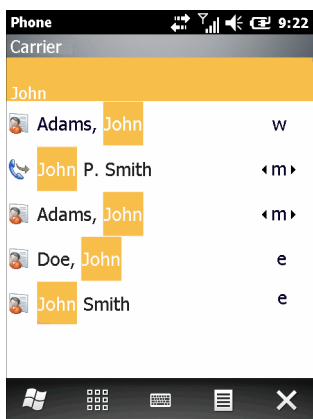 Phone 9:22
Carrier
John
Adams, John w
John P. Smith m
Adams, John m
Doe, John e
John Smith e